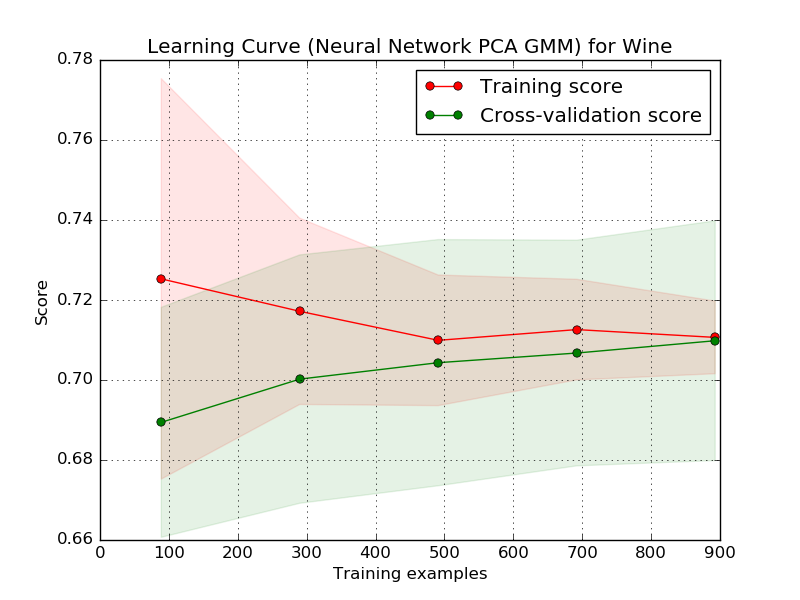 Learning Curve (Neural Network PCA GMM) for Wine
Training score
Cross-validation score
0.78
0.76
0.74
0.72
0.70
0.68
0.66
Score
0 100 200 300 400 500 600 700 800 900
Training examples